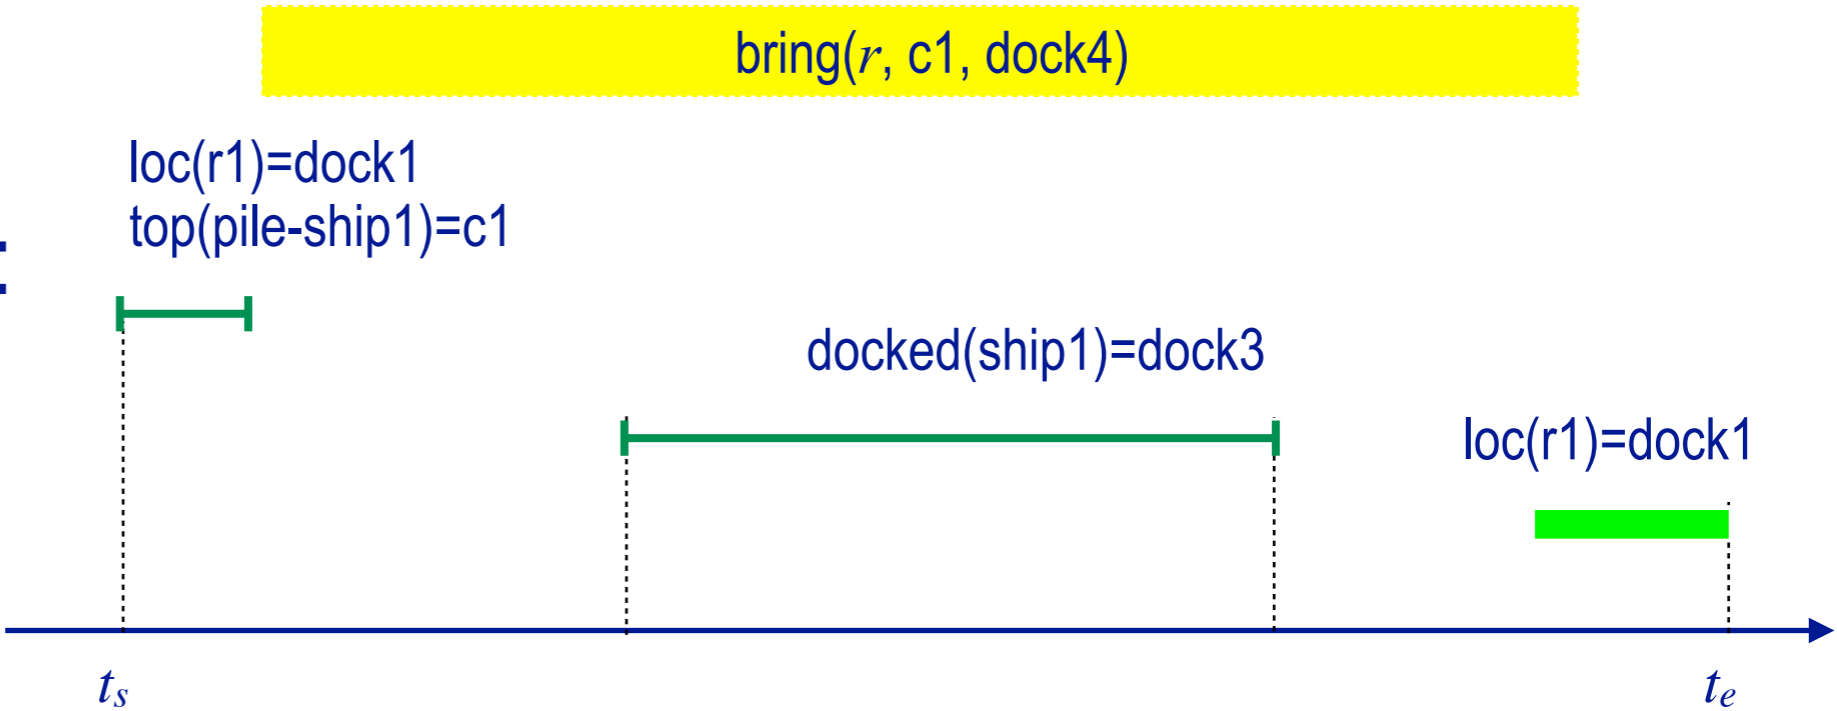 bring(r, c1, dock4)
loc(r1)=dock1
top(pile-ship1)=c1
:
docked(ship1)=dock3
loc(r1)=dock1
ts
te